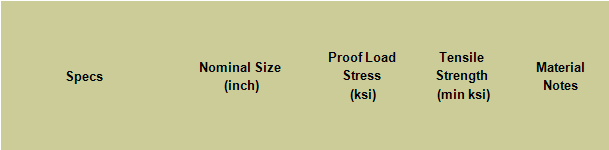 Specs
Nominal Size
(inch)
Proof Load
Stress
(ksi)
Tensile
Strength
(min ksi)
Material
Notes